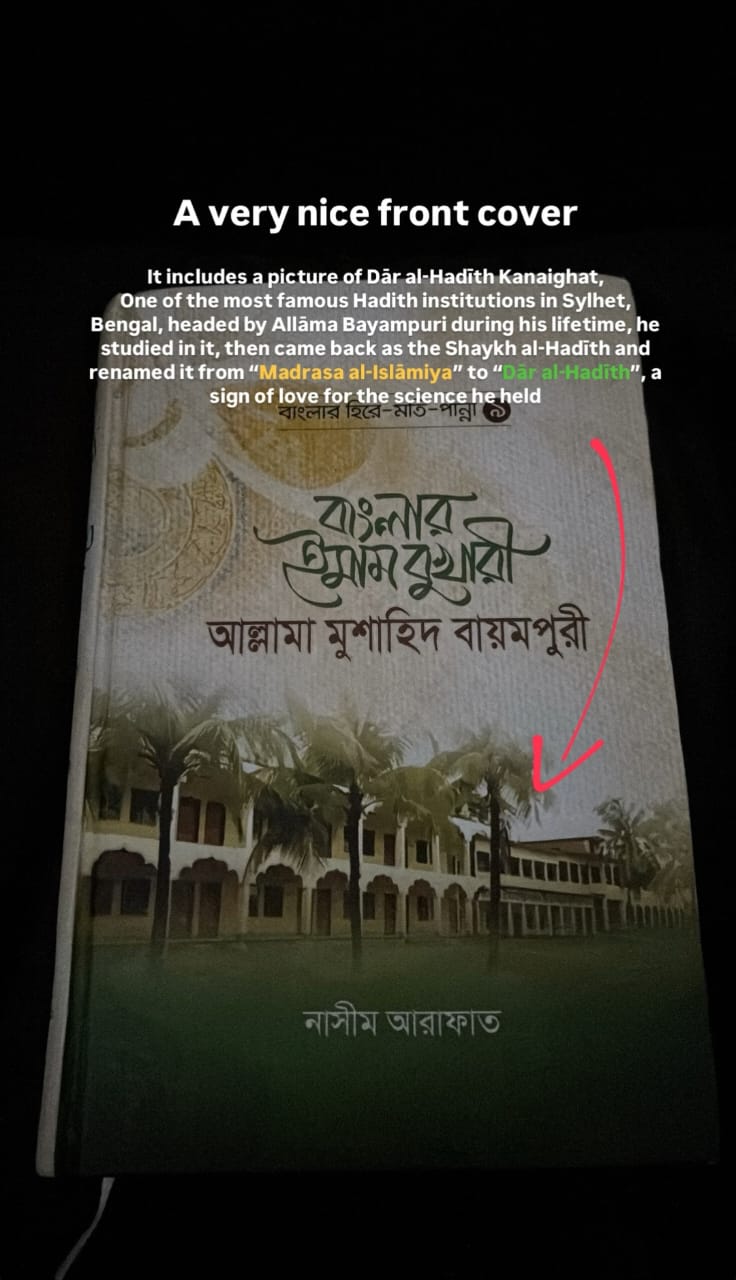 A very nice front cover
It includes a picture of Dār al-Hadīth Kanaighat,
One of the most famous Hadith institutions in Sylhet,
Bengal, headed by Allāma Bayampuri during his lifetime, he
studied in it, then came back as the Shaykh al-Hadīth and
renamed it from “Madrasa al-Islāmiya” to “Dār al-Hadīth”, a
sign of love for the science he held
বাংলার হিরে-মতি-পান্না ৯
বাংলার
ইমাম বুখারী
আল্লামা মুশাহিদ বায়মপুরী
নাসীম আরাফাত